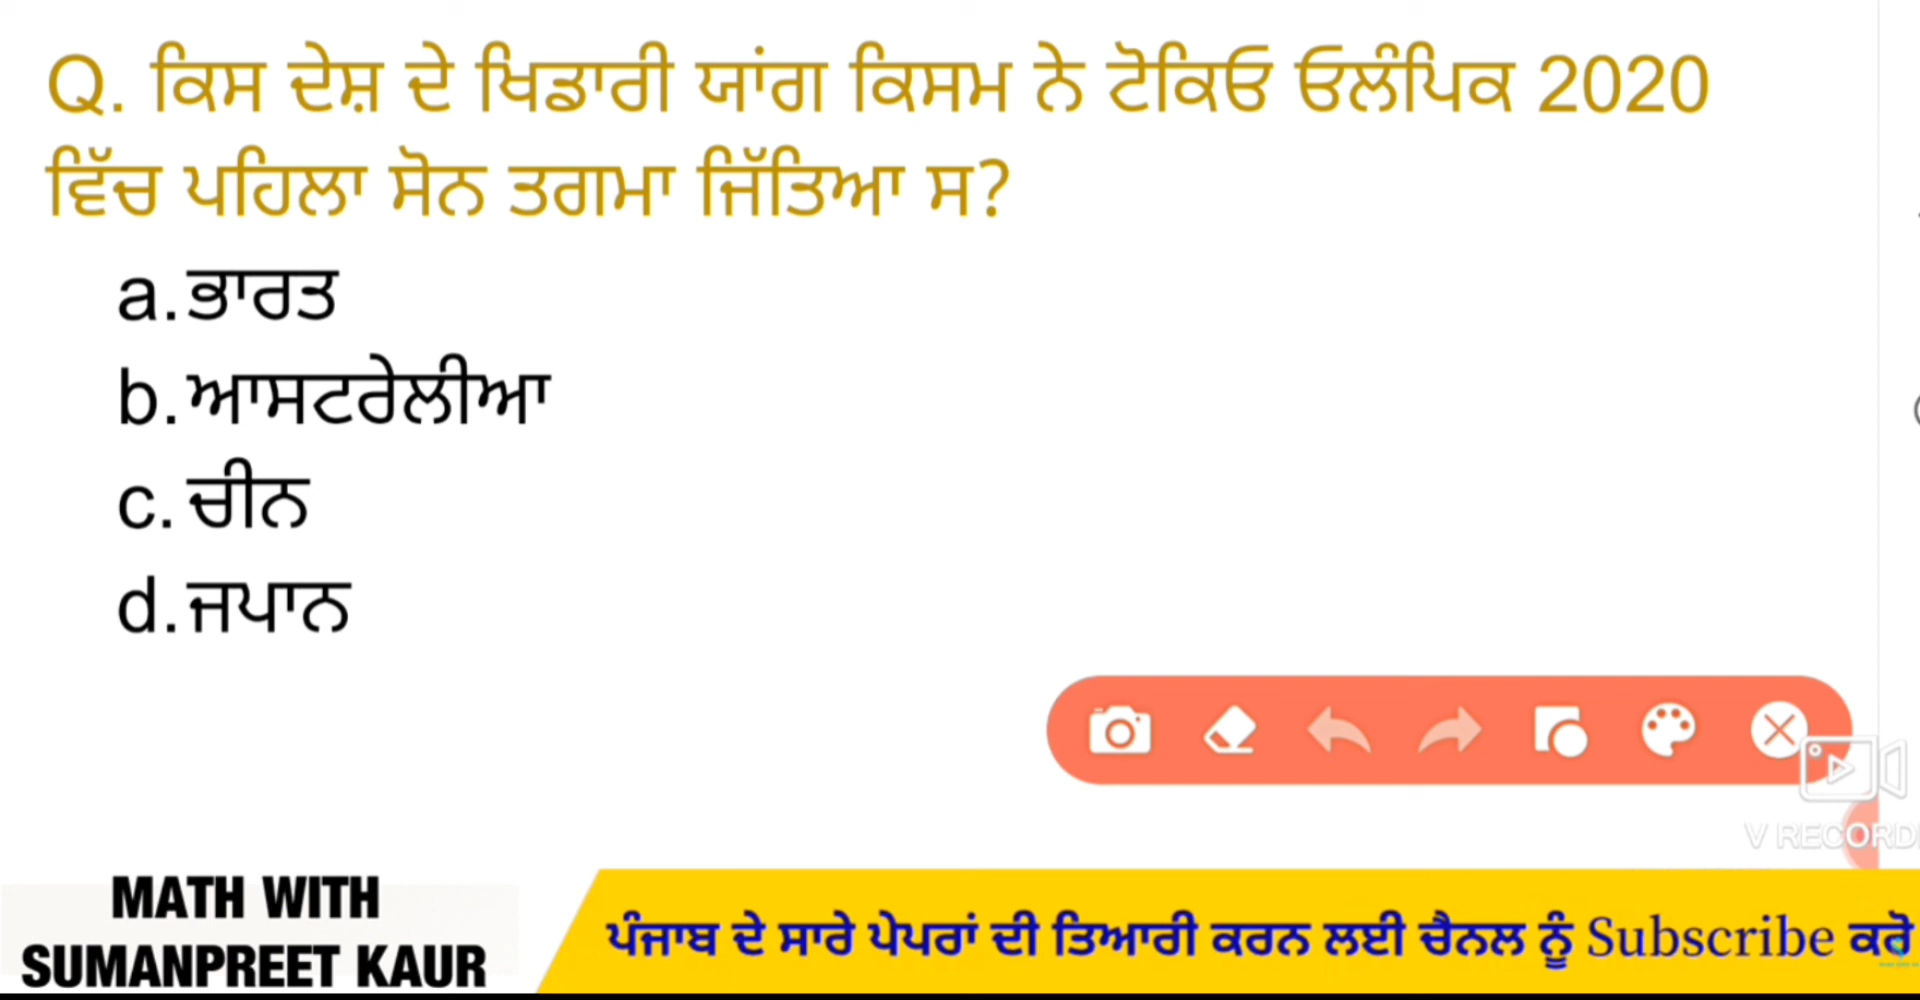 Q. ਕਿਸ ਦੇਸ਼ ਦੇ ਖਿਡਾਰੀ ਯਾਂਗ ਕਿਸਮ ਨੇ ਟੋਕਿਓ ਓਲੰਪਿਕ 2020
ਵਿੱਚ ਪਹਿਲਾ ਸੋਨ ਤਗਮਾ ਜਿੱਤਿਆ ਸ?
a. ਭਾਰਤ
b. ਆਸਟਰੇਲੀਆ
c. ਚੀਨ
d. ਜਪਾਨ
V RECORD
MATH WITH
SUMANPREET KAUR
ਪੰਜਾਬ ਦੇ ਸਾਰੇ ਪੇਪਰਾਂ ਦੀ ਤਿਆਰੀ ਕਰਨ ਲਈ ਚੈਨਲ ਨੂੰ Subscribe ਕਰੋ